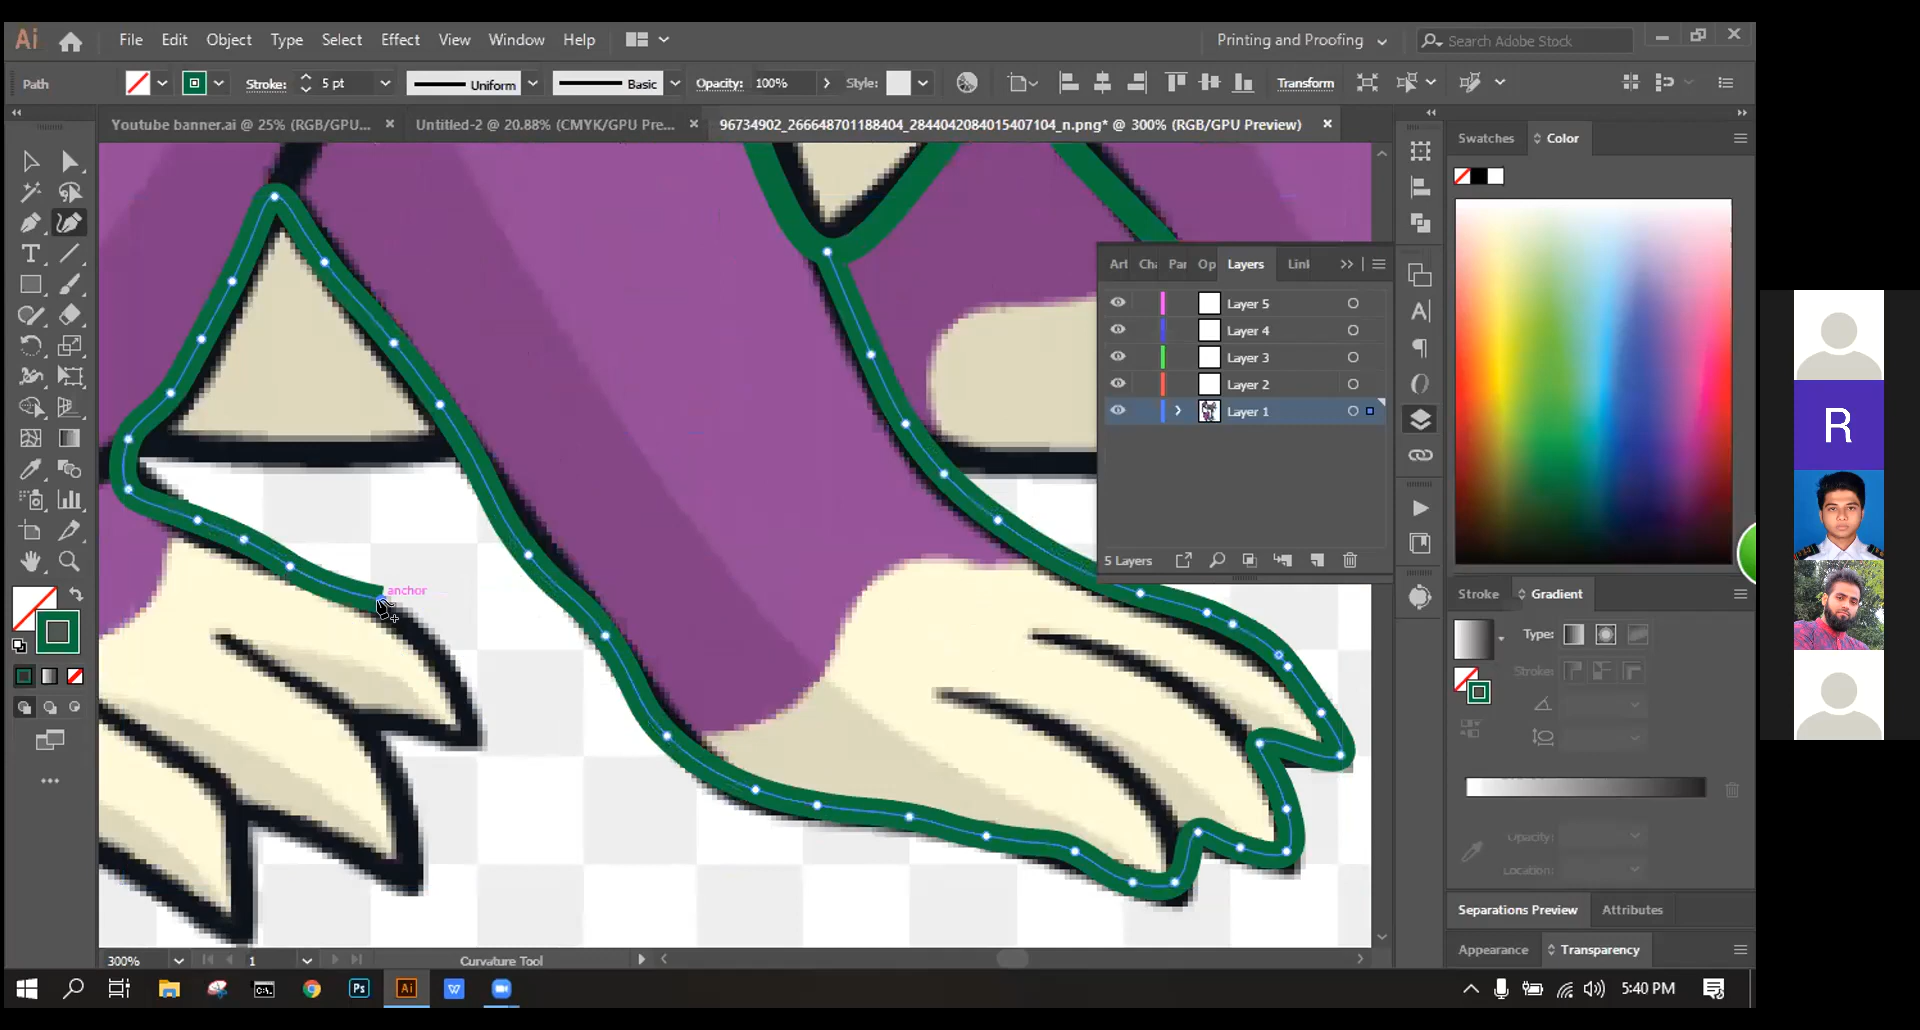 Ai File Edit Object Type Select Effect View Window Help Printing and Proofing Search Adobe Stock
Path Stroke: 5 pt Uniform Basic Opacity: 100% Style: Transform
Youtube banner.ai @ 25% (RGB/GPU... × Untitled-2 @ 20.88% (CMYK/GPU Pre... × 96734902_266648701188404_2844042084015407104_n.png* @ 300% (RGB/GPU Preview) ×
Swatches Color
Art Cha Par Op Layers Link
Layer 5
Layer 4
Layer 3
Layer 2
Layer 1
5 Layers
anchor
Stroke Gradient
Type:
Stroke:
Opacity:
Location:
Separations Preview Attributes
Appearance Transparency
300% 1 Curvature Tool
Ps Ai W 5:40 PM
R